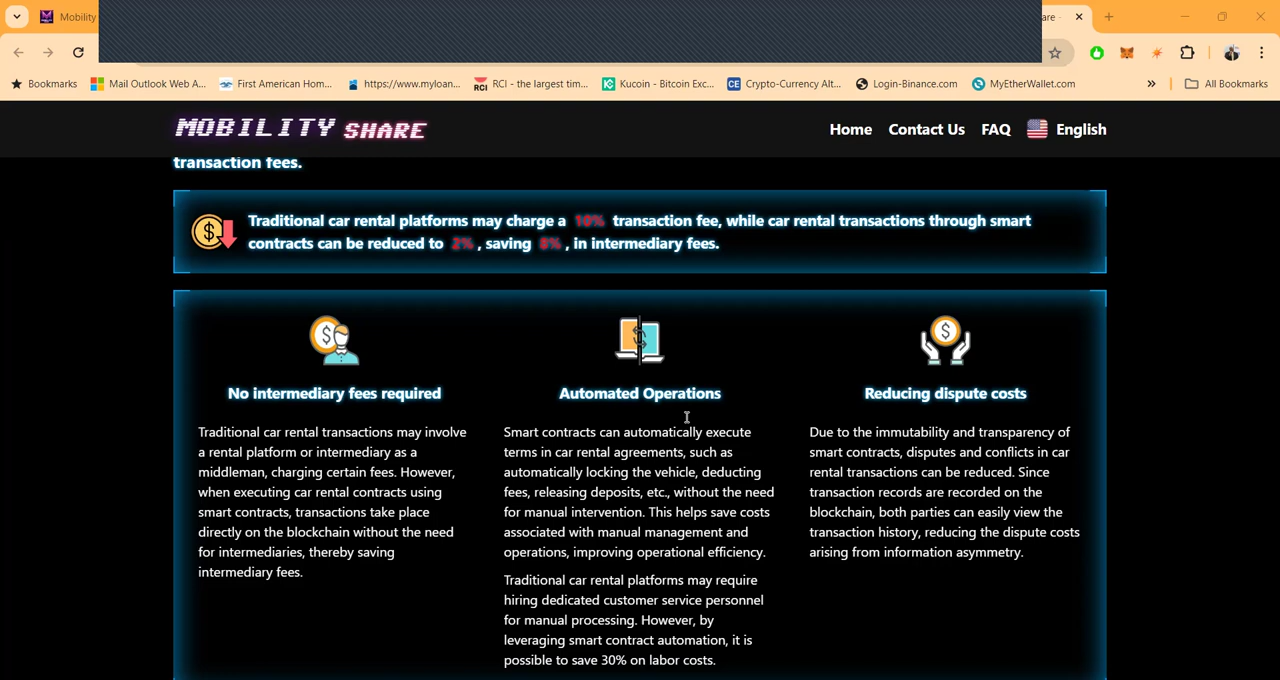 Mobility
are
Bookmarks
Mail Outlook Web A...
First American Hom...
https://www.myloan...
RCI - the largest tim...
Kucoin - Bitcoin Exc...
Crypto-Currency Alt...
Login-Binance.com
MyEtherWallet.com
»
All Bookmarks
MOBILITY SHARE
Home
Contact Us
FAQ
English
transaction fees.
Traditional car rental platforms may charge a 10% transaction fee, while car rental transactions through smart
contracts can be reduced to 2% , saving 8% , in intermediary fees.
No intermediary fees required
Traditional car rental transactions may involve
a rental platform or intermediary as a
middleman, charging certain fees. However,
when executing car rental contracts using
smart contracts, transactions take place
directly on the blockchain without the need
for intermediaries, thereby saving
intermediary fees.
Automated Operations
Smart contracts can automatically execute
terms in car rental agreements, such as
automatically locking the vehicle, deducting
fees, releasing deposits, etc., without the need
for manual intervention. This helps save costs
associated with manual management and
operations, improving operational efficiency.
Traditional car rental platforms may require
hiring dedicated customer service personnel
for manual processing. However, by
leveraging smart contract automation, it is
possible to save 30% on labor costs.
Reducing dispute costs
Due to the immutability and transparency of
smart contracts, disputes and conflicts in car
rental transactions can be reduced. Since
transaction records are recorded on the
blockchain, both parties can easily view the
transaction history, reducing the dispute costs
arising from information asymmetry.